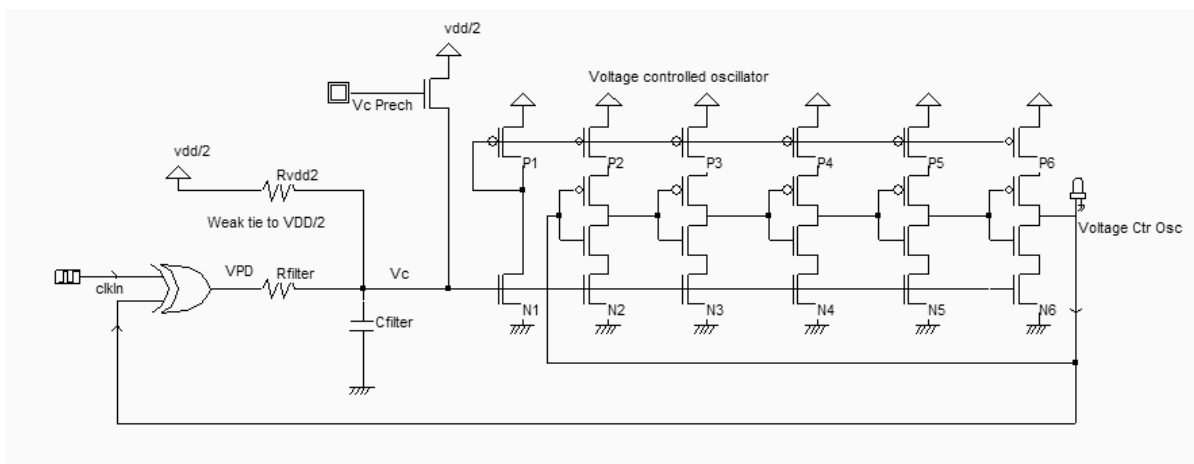 vdd/2
Voltage controlled oscillator
Vc Prech
vdd/2
P1
P2
P3
P4
P5
P6
Rvdd2
Weak tie to VDD/2
Voltage Ctr Osc
VPD
Rfilter
Vc
clkIn
Cfilter
N1
N2
N3
N4
N5
N6